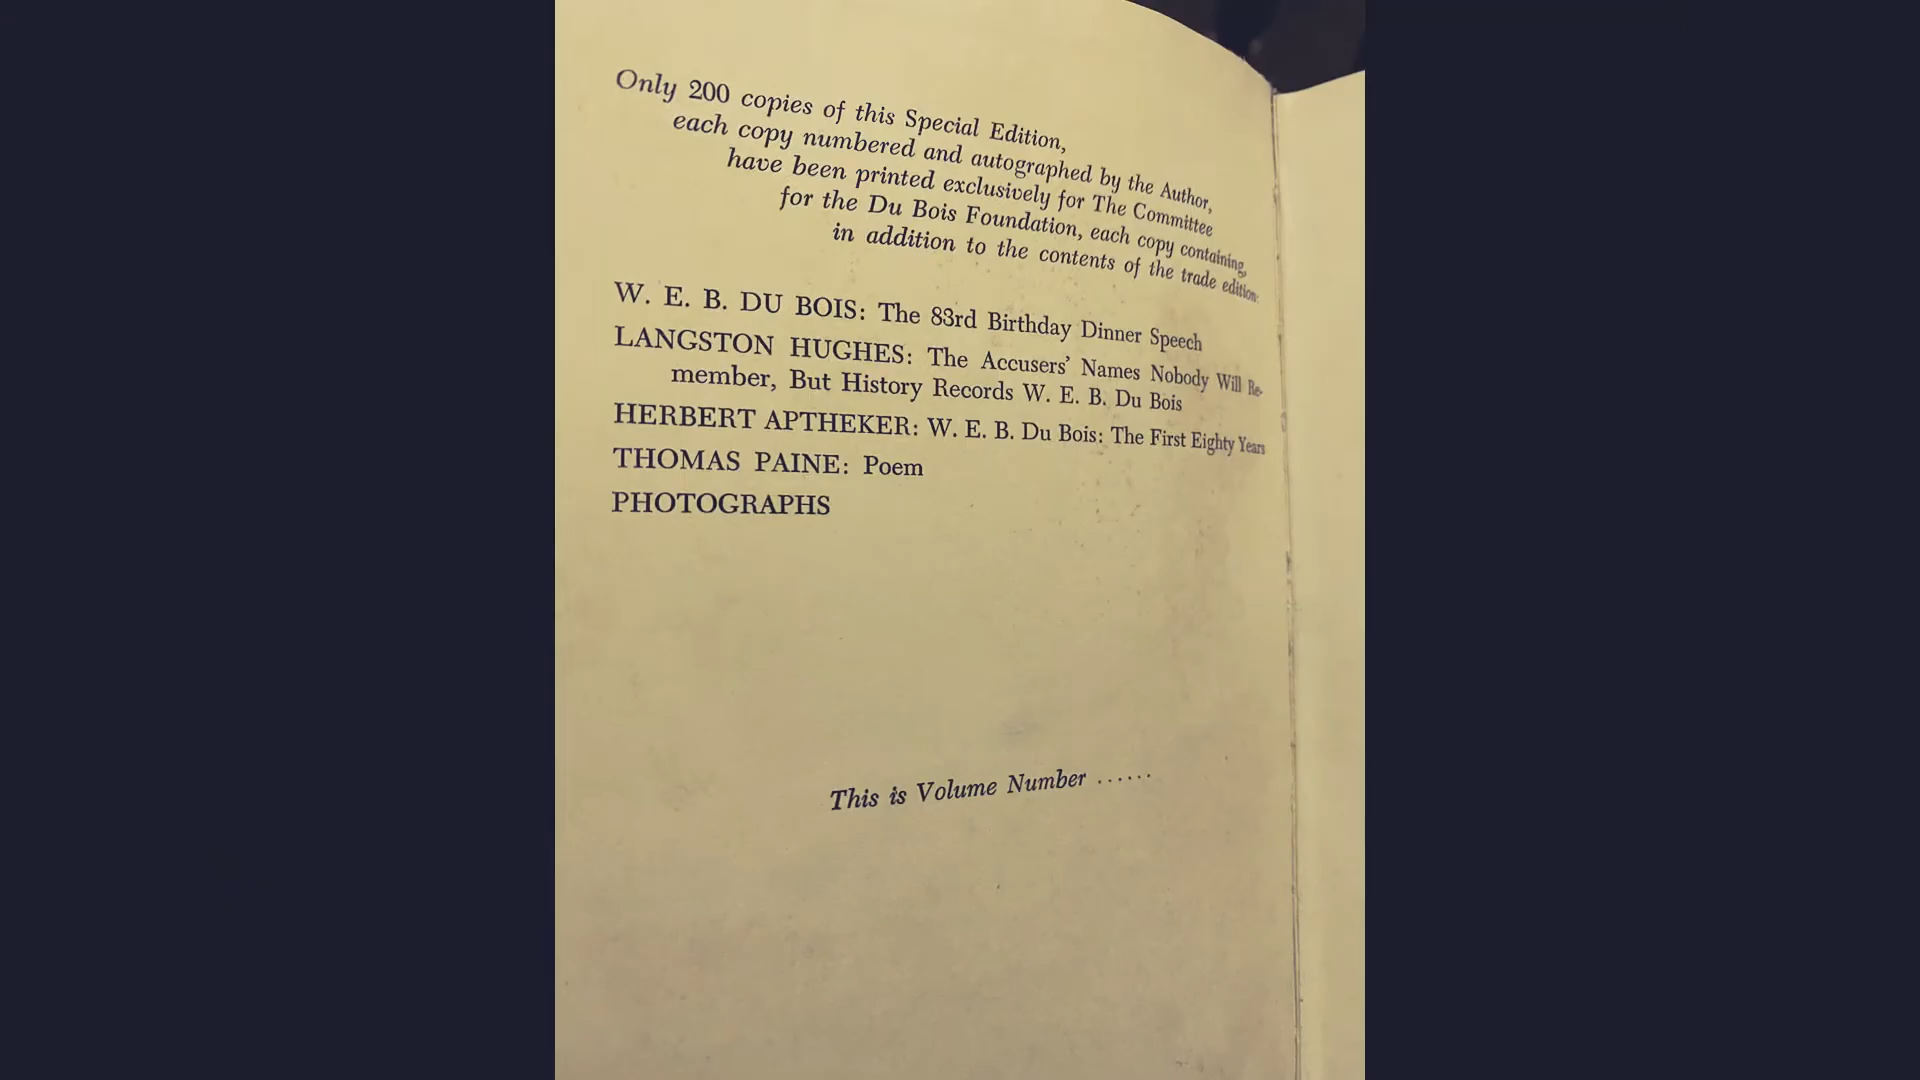 Only 200 copies of this Special Edition,
each copy numbered and autographed by the Author,
have been printed exclusively for The Committee
for the Du Bois Foundation, each copy containing,
in addition to the contents of the trade edition:
W. E. B. DU BOIS: The 83rd Birthday Dinner Speech
LANGSTON HUGHES: The Accusers' Names Nobody Will Re-
member, But History Records W. E. B. Du Bois
HERBERT APTHEKER: W. E. B. Du Bois: The First Eighty Years
THOMAS PAINE: Poem
PHOTOGRAPHS
This is Volume Number ......